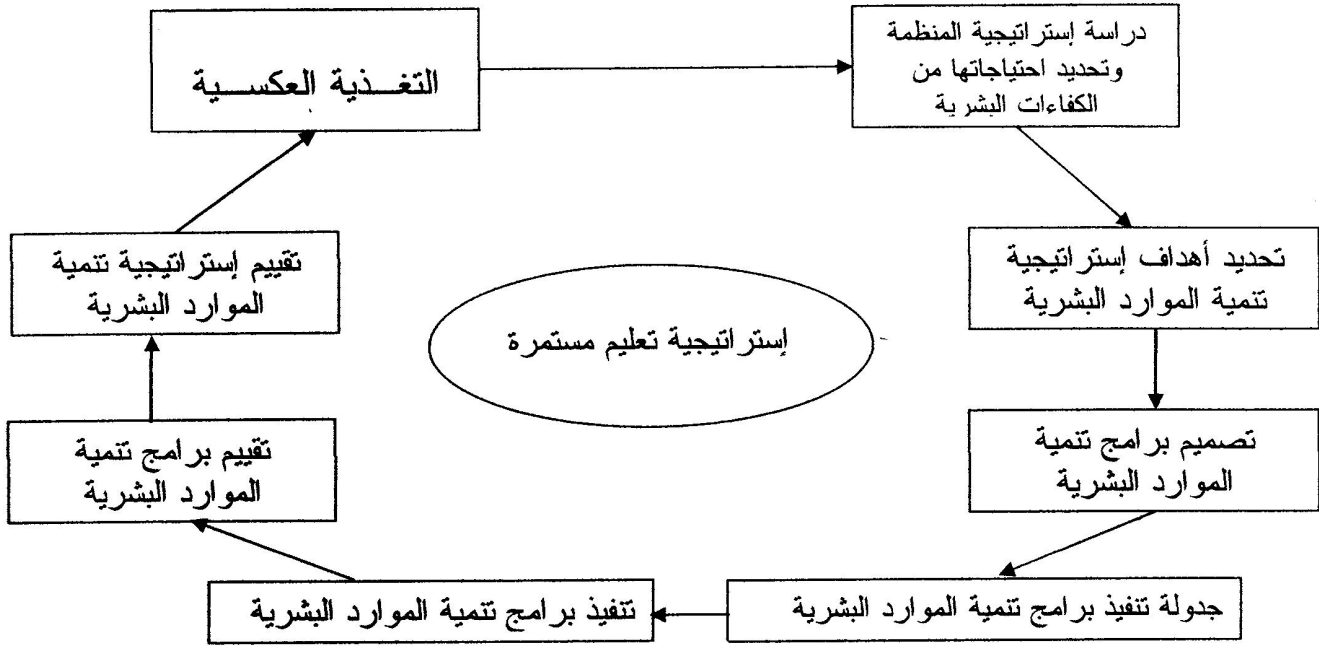 دراسة إستراتيجية المنظمة
وتحديد احتياجاتها من
الكفاءات البشرية
التغـــذية العكســـية
تحديد أهداف إستراتيجية
تنمية الموارد البشرية
تقييم إستراتيجية تنمية
الموارد البشرية
إستراتيجية تعليم مستمرة
تصميم برامج تنمية
الموارد البشرية
تقييم برامج تنمية
الموارد البشرية
جدولة تنفيذ برامج تنمية الموارد البشرية
تنفيذ برامج تنمية الموارد البشرية